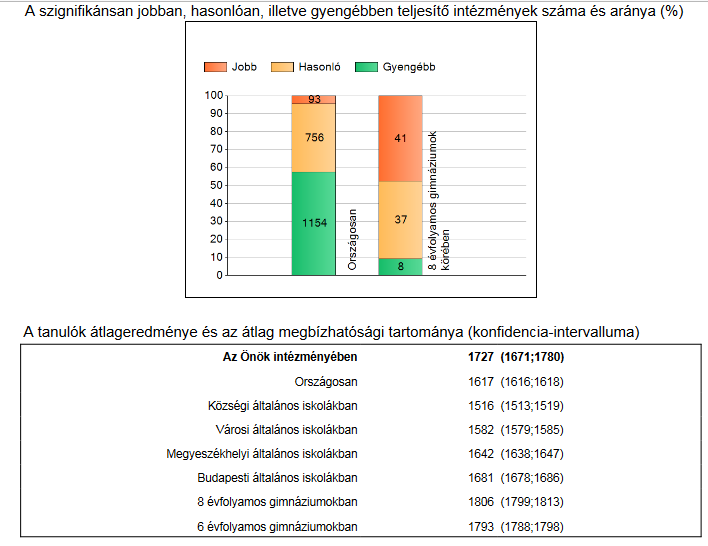 A szignifikánsan jobban, hasonlóan, illetve gyengébben teljesítő intézmények száma és aránya (%)
Jobb Hasonló Gyengébb
100
90
80
70
60
50
40
30
20
10
0
93
756
1154
Országosan
41
37
8
8 évfolyamos gimnáziumok
körében
A tanulók átlageredménye és az átlag megbízhatósági tartománya (konfidencia-intervalluma)
Az Önök intézményében 1727 (1671;1780)
Országosan 1617 (1616;1618)
Községi általános iskolákban 1516 (1513;1519)
Városi általános iskolákban 1582 (1579;1585)
Megyeszékhelyi általános iskolákban 1642 (1638;1647)
Budapesti általános iskolákban 1681 (1678;1686)
8 évfolyamos gimnáziumokban 1806 (1799;1813)
6 évfolyamos gimnáziumokban 1793 (1788;1798)